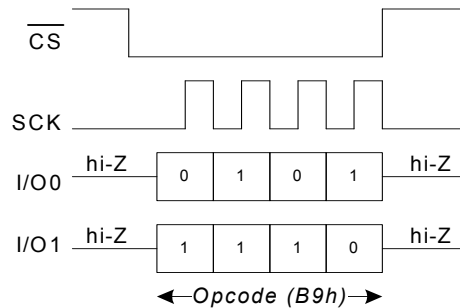 CS
SCK
hi-Z hi-Z
I/O0 0 1 0 1
hi-Z hi-Z
I/O1 1 1 1 0
Opcode (B9h)